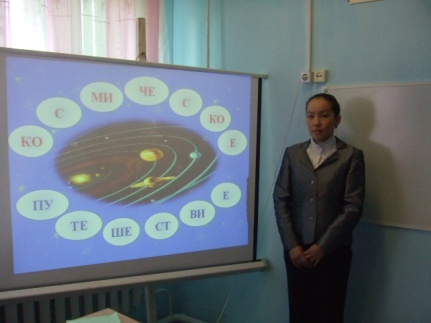 КО С МИ ЧЕ С КО Е
ПУ ТЕ ШЕ СТ ВИ Е